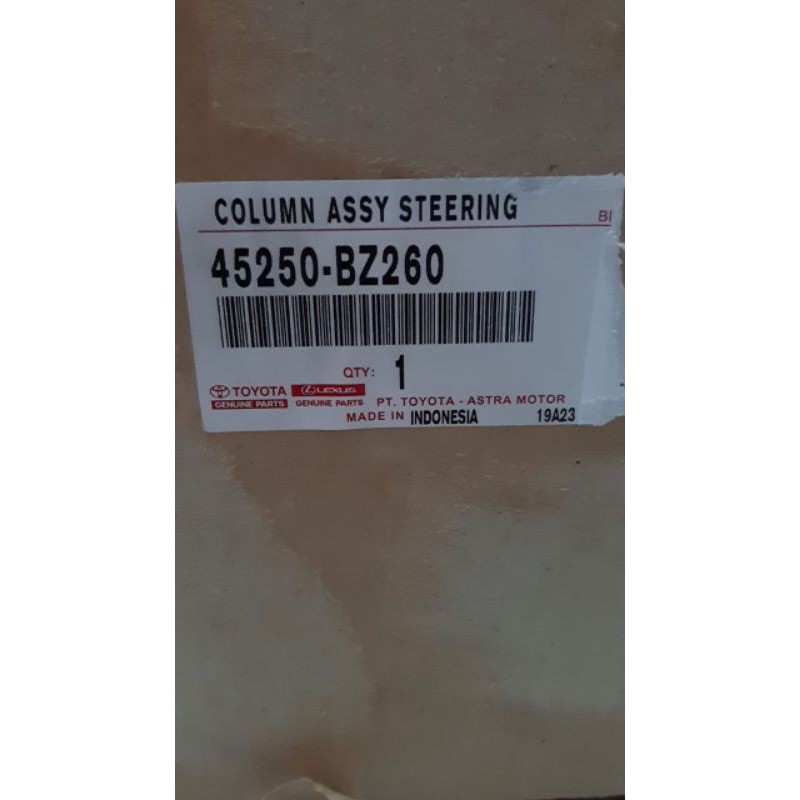 COLUMN ASSY STEERING
BI
45250-BZ260
QTY: 1
TOYOTA LEXUS
GENUINE PARTS GENUINE PARTS PT. TOYOTA - ASTRA MOTOR
MADE IN INDONESIA 19A23